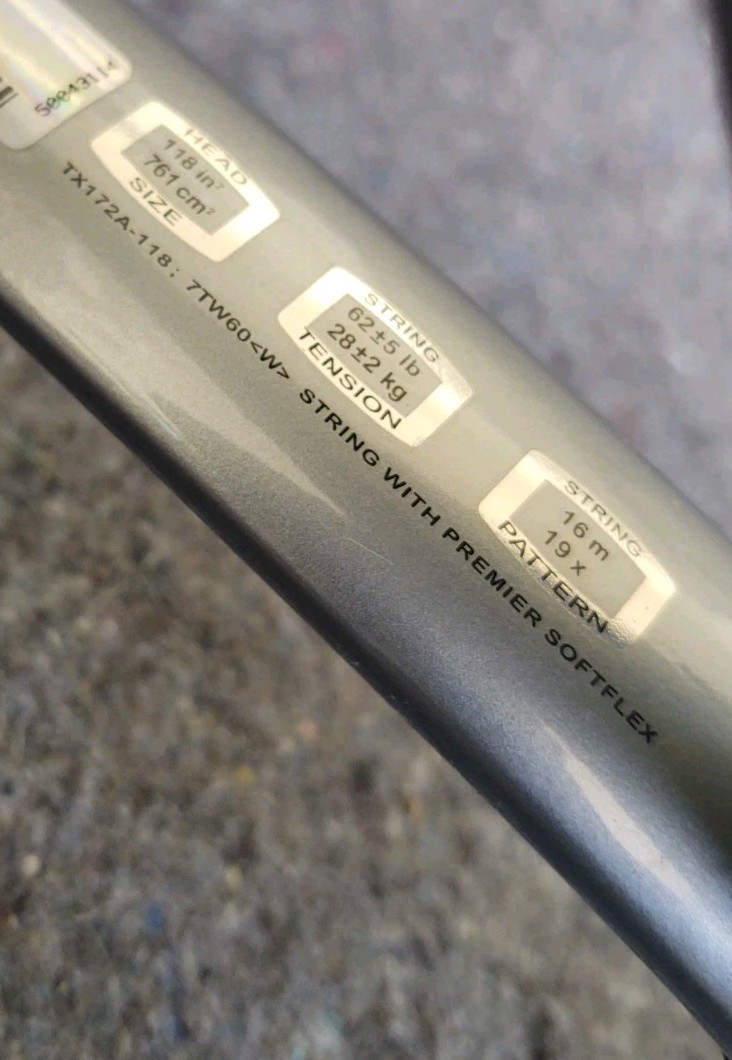 50043114
HEAD
118 in²
761 cm²
SIZE
TX172A-118; 7TW60<W> STRING WITH PREMIER SOFTFLEX
STRING
62±5 lb
28±2 kg
TENSION
STRING
16 m
19 x
PATTERN